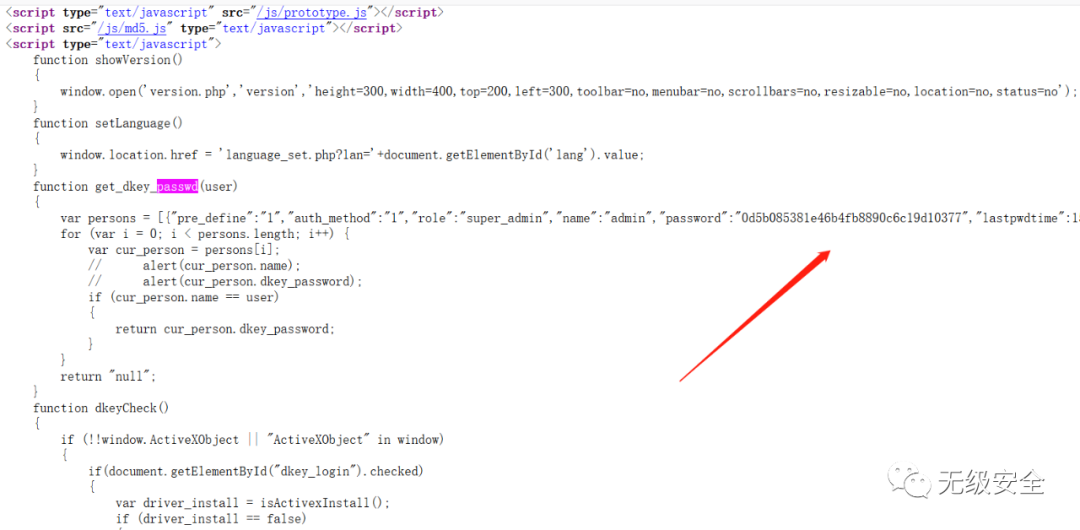 <script type="text/javascript" src="/js/prototype.js"></script>
<script src="/js/md5.js" type="text/javascript"></script>
<script type="text/javascript">
function showVersion()
{
window.open('version.php','version','height=300,width=400,top=200,left=300,toolbar=no,menubar=no,scrollbars=no,resizable=no,location=no,status=no');
}
function setLanguage()
{
window.location.href = 'language_set.php?lan='+document.getElementById('lang').value;
}
function get_dkey_passwd(user)
{
var persons = [{"pre_define":"1","auth_method":"1","role":"super_admin","name":"admin","password":"0d5b085381e46b4fb8890c6c19d10377","lastpwdtime":1
for (var i = 0; i < persons.length; i++) {
var cur_person = persons[i];
// alert(cur_person.name);
// alert(cur_person.dkey_password);
if (cur_person.name == user)
{
return cur_person.dkey_password;
}
}
return "null";
}
function dkeyCheck()
{
if (!!window.ActiveXObject || "ActiveXObject" in window)
{
if(document.getElementById("dkey_login").checked)
{
var driver_install = isActivexInstall();
if (driver_install == false)
无级安全